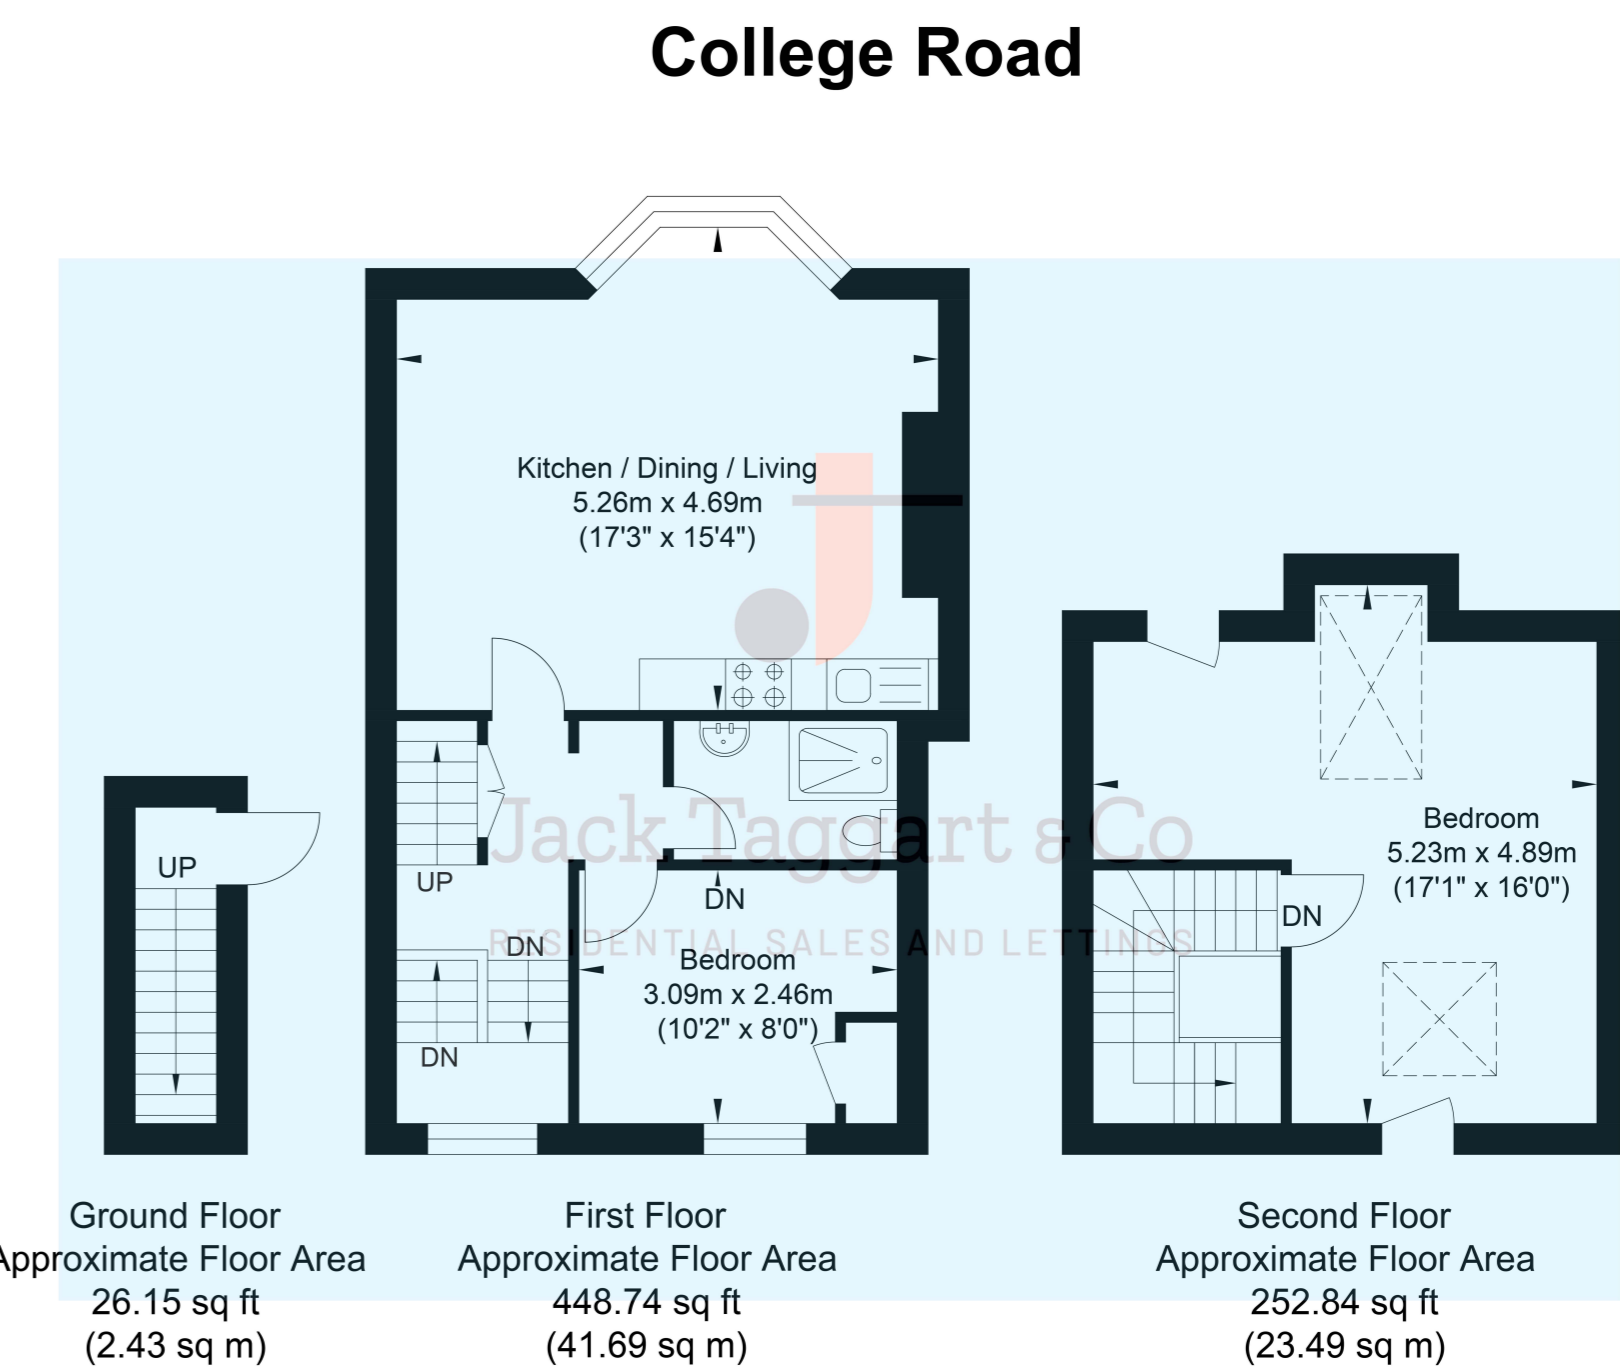 College Road
Kitchen / Dining / Living
5.26m x 4.69m
(17'3" x 15'4")
UP
UP
DN
DN
DN
Bedroom
3.09m x 2.46m
(10'2" x 8'0")
Bedroom
5.23m x 4.89m
(17'1" x 16'0")
DN
Jack Taggart & Co
RESIDENTIAL SALES AND LETTINGS
Ground Floor
Approximate Floor Area
26.15 sq ft
(2.43 sq m)
First Floor
Approximate Floor Area
448.74 sq ft
(41.69 sq m)
Second Floor
Approximate Floor Area
252.84 sq ft
(23.49 sq m)